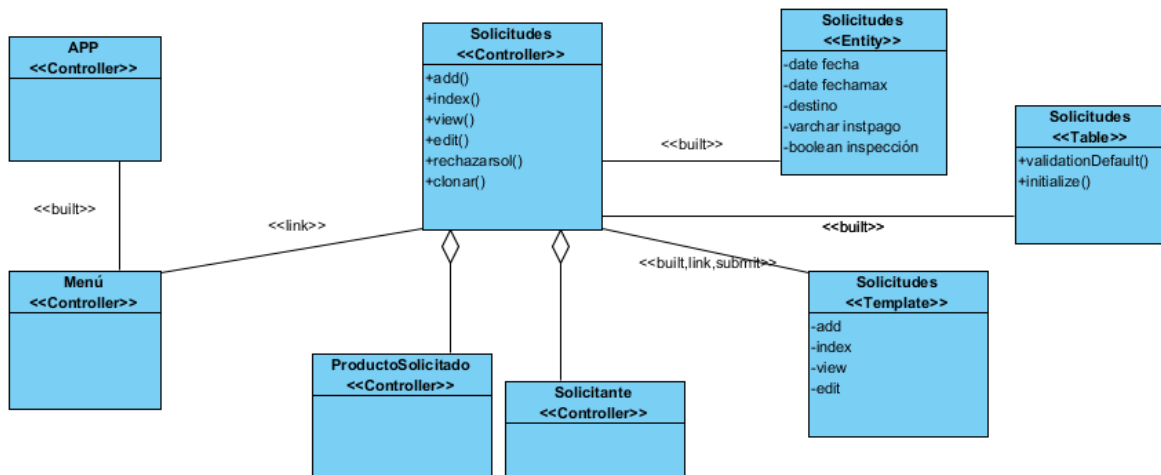 APP
<<Controller>>
Solicitudes
<<Controller>>
+add()
+index()
+view()
+edit()
+rechazarsol()
+clonar()
Solicitudes
<<Entity>>
-date fecha
-date fechamax
-destino
-varchar instpago
-boolean inspección
Solicitudes
<<Table>>
+validationDefault()
+initialize()
<<built>>
<<built>>
<<link>>
<<built>>
<<built,link,submit>>
Menú
<<Controller>>
Solicitudes
<<Template>>
-add
-index
-view
-edit
ProductoSolicitado
<<Controller>>
Solicitante
<<Controller>>